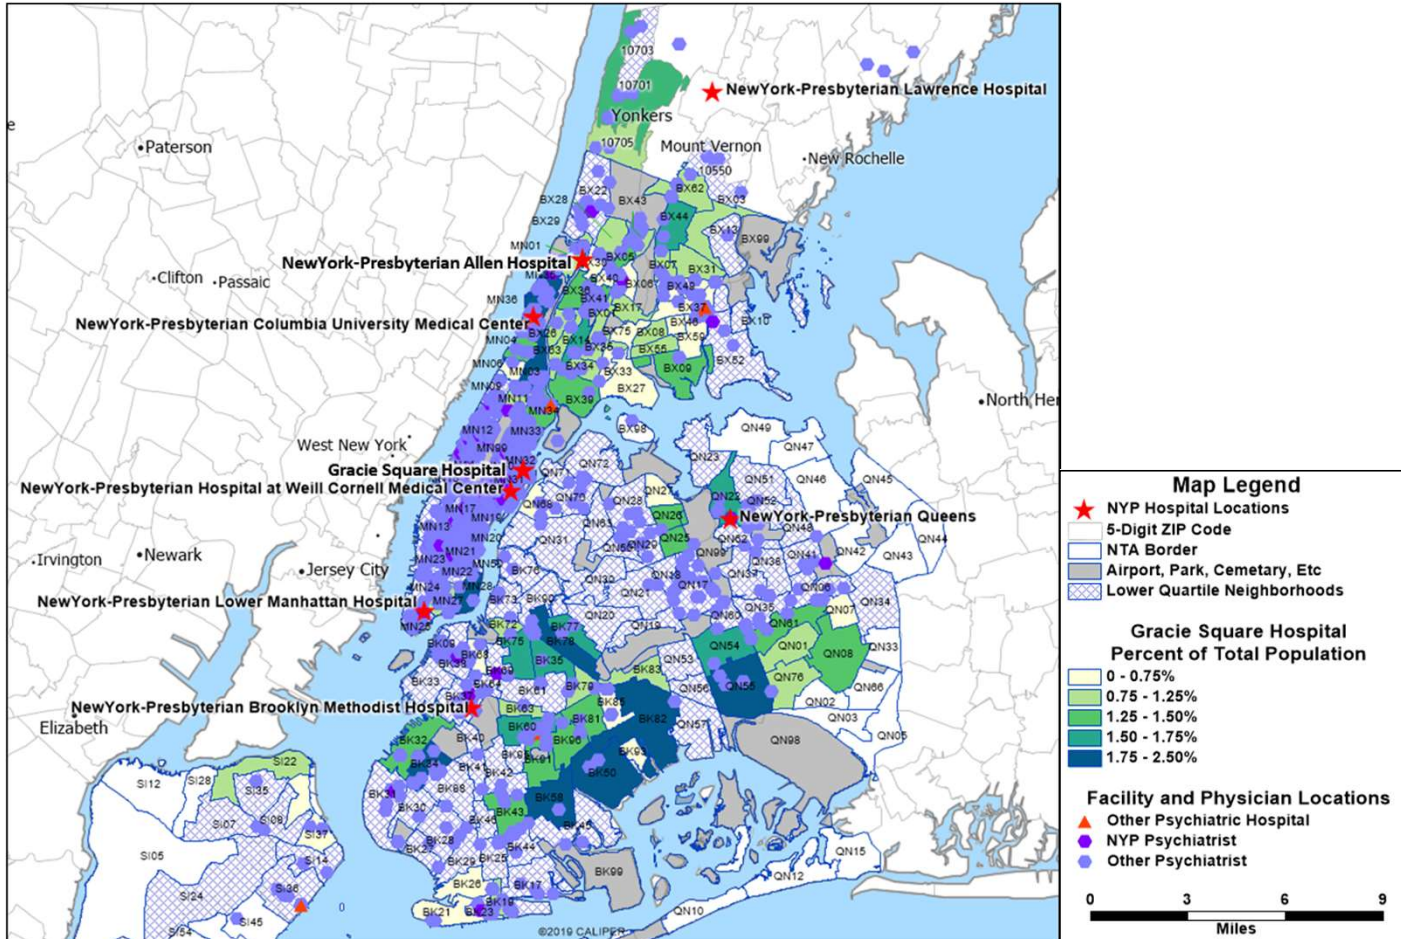 10703
NewYork-Presbyterian Lawrence Hospital
10701
Yonkers
e
Paterson
10705
Mount Vernon
New Rochelle
10550
BX62
BX22
BX28
BX43
BX03
BX44
BX29
BX13
BX99
MN01
BX05
NewYork-Presbyterian Allen Hospital
BX07
BX31
Clifton
Passaic
BX40
BX06
BX49
BX36
BX41
MN36
BX17
BX37
BX10
BX46
NewYork-Presbyterian Columbia University Medical Center
BX26
BX75
BX08
BX59
MN04
BX14
BX63
BX35
BX55
BX52
MN06
MN03
BX34
BX33
BX09
MN09
BX27
MN11
BX39
MN34
MN12
MN33
BX98
QN49
QN47
West New York
MN99
QN23
North Her
MN32
QN72
Gracie Square Hospital
QN71
QN51
QN46
QN45
NewYork-Presbyterian Hospital at Weill Cornell Medical Center
QN70
QN28
QN27
QN22
QN52
MN17
QN68
MN19
QN26
NewYork-Presbyterian Queens
MN13
QN63
QN48
MN20
QN31
QN25
QN62
QN44
Irvington
Newark
MN21
QN29
QN99
QN41
QN42
QN43
MN23
MN50
QN38
Jersey City
MN22
BK76
QN18
QN37
MN24
MN28
QN30
QN17
QN06
QN34
NewYork-Presbyterian Lower Manhattan Hospital
MN27
BK73
BK90
QN21
QN35
QN07
MN25
BK72
BK77
QN20
QN19
QN60
QN61
BK09
BK75
BK78
QN54
QN01
QN08
QN33
BK68
BK35
QN53
BK38
BK69
BK83
BK33
BK64
BK61
BK79
QN56
QN55
QN76
QN66
BK37
BK85
QN02
NewYork-Presbyterian Brooklyn Methodist Hospital
BK63
BK81
BK82
QN57
QN03
Elizabeth
BK60
BK32
BK40
BK96
QN98
QN05
BK91
BK93
SI22
BK34
BK41
BK42
BK50
SI12
SI28
SI35
BK31
BK88
BK58
BK30
BK43
SI07
SI08
SI37
BK46
BK45
BK28
BK44
BK27
BK25
SI05
SI14
BK29
QN15
BK26
BK17
BK99
QN12
SI24
SI36
BK19
BK21
BK23
QN10
SI45
SI54
©2019 CALIPER
Map Legend
NYP Hospital Locations
5-Digit ZIP Code
NTA Border
Airport, Park, Cemetary, Etc
Lower Quartile Neighborhoods
Gracie Square Hospital
Percent of Total Population
0 - 0.75%
0.75 - 1.25%
1.25 - 1.50%
1.50 - 1.75%
1.75 - 2.50%
Facility and Physician Locations
Other Psychiatric Hospital
NYP Psychiatrist
Other Psychiatrist
0 3 6 9
Miles